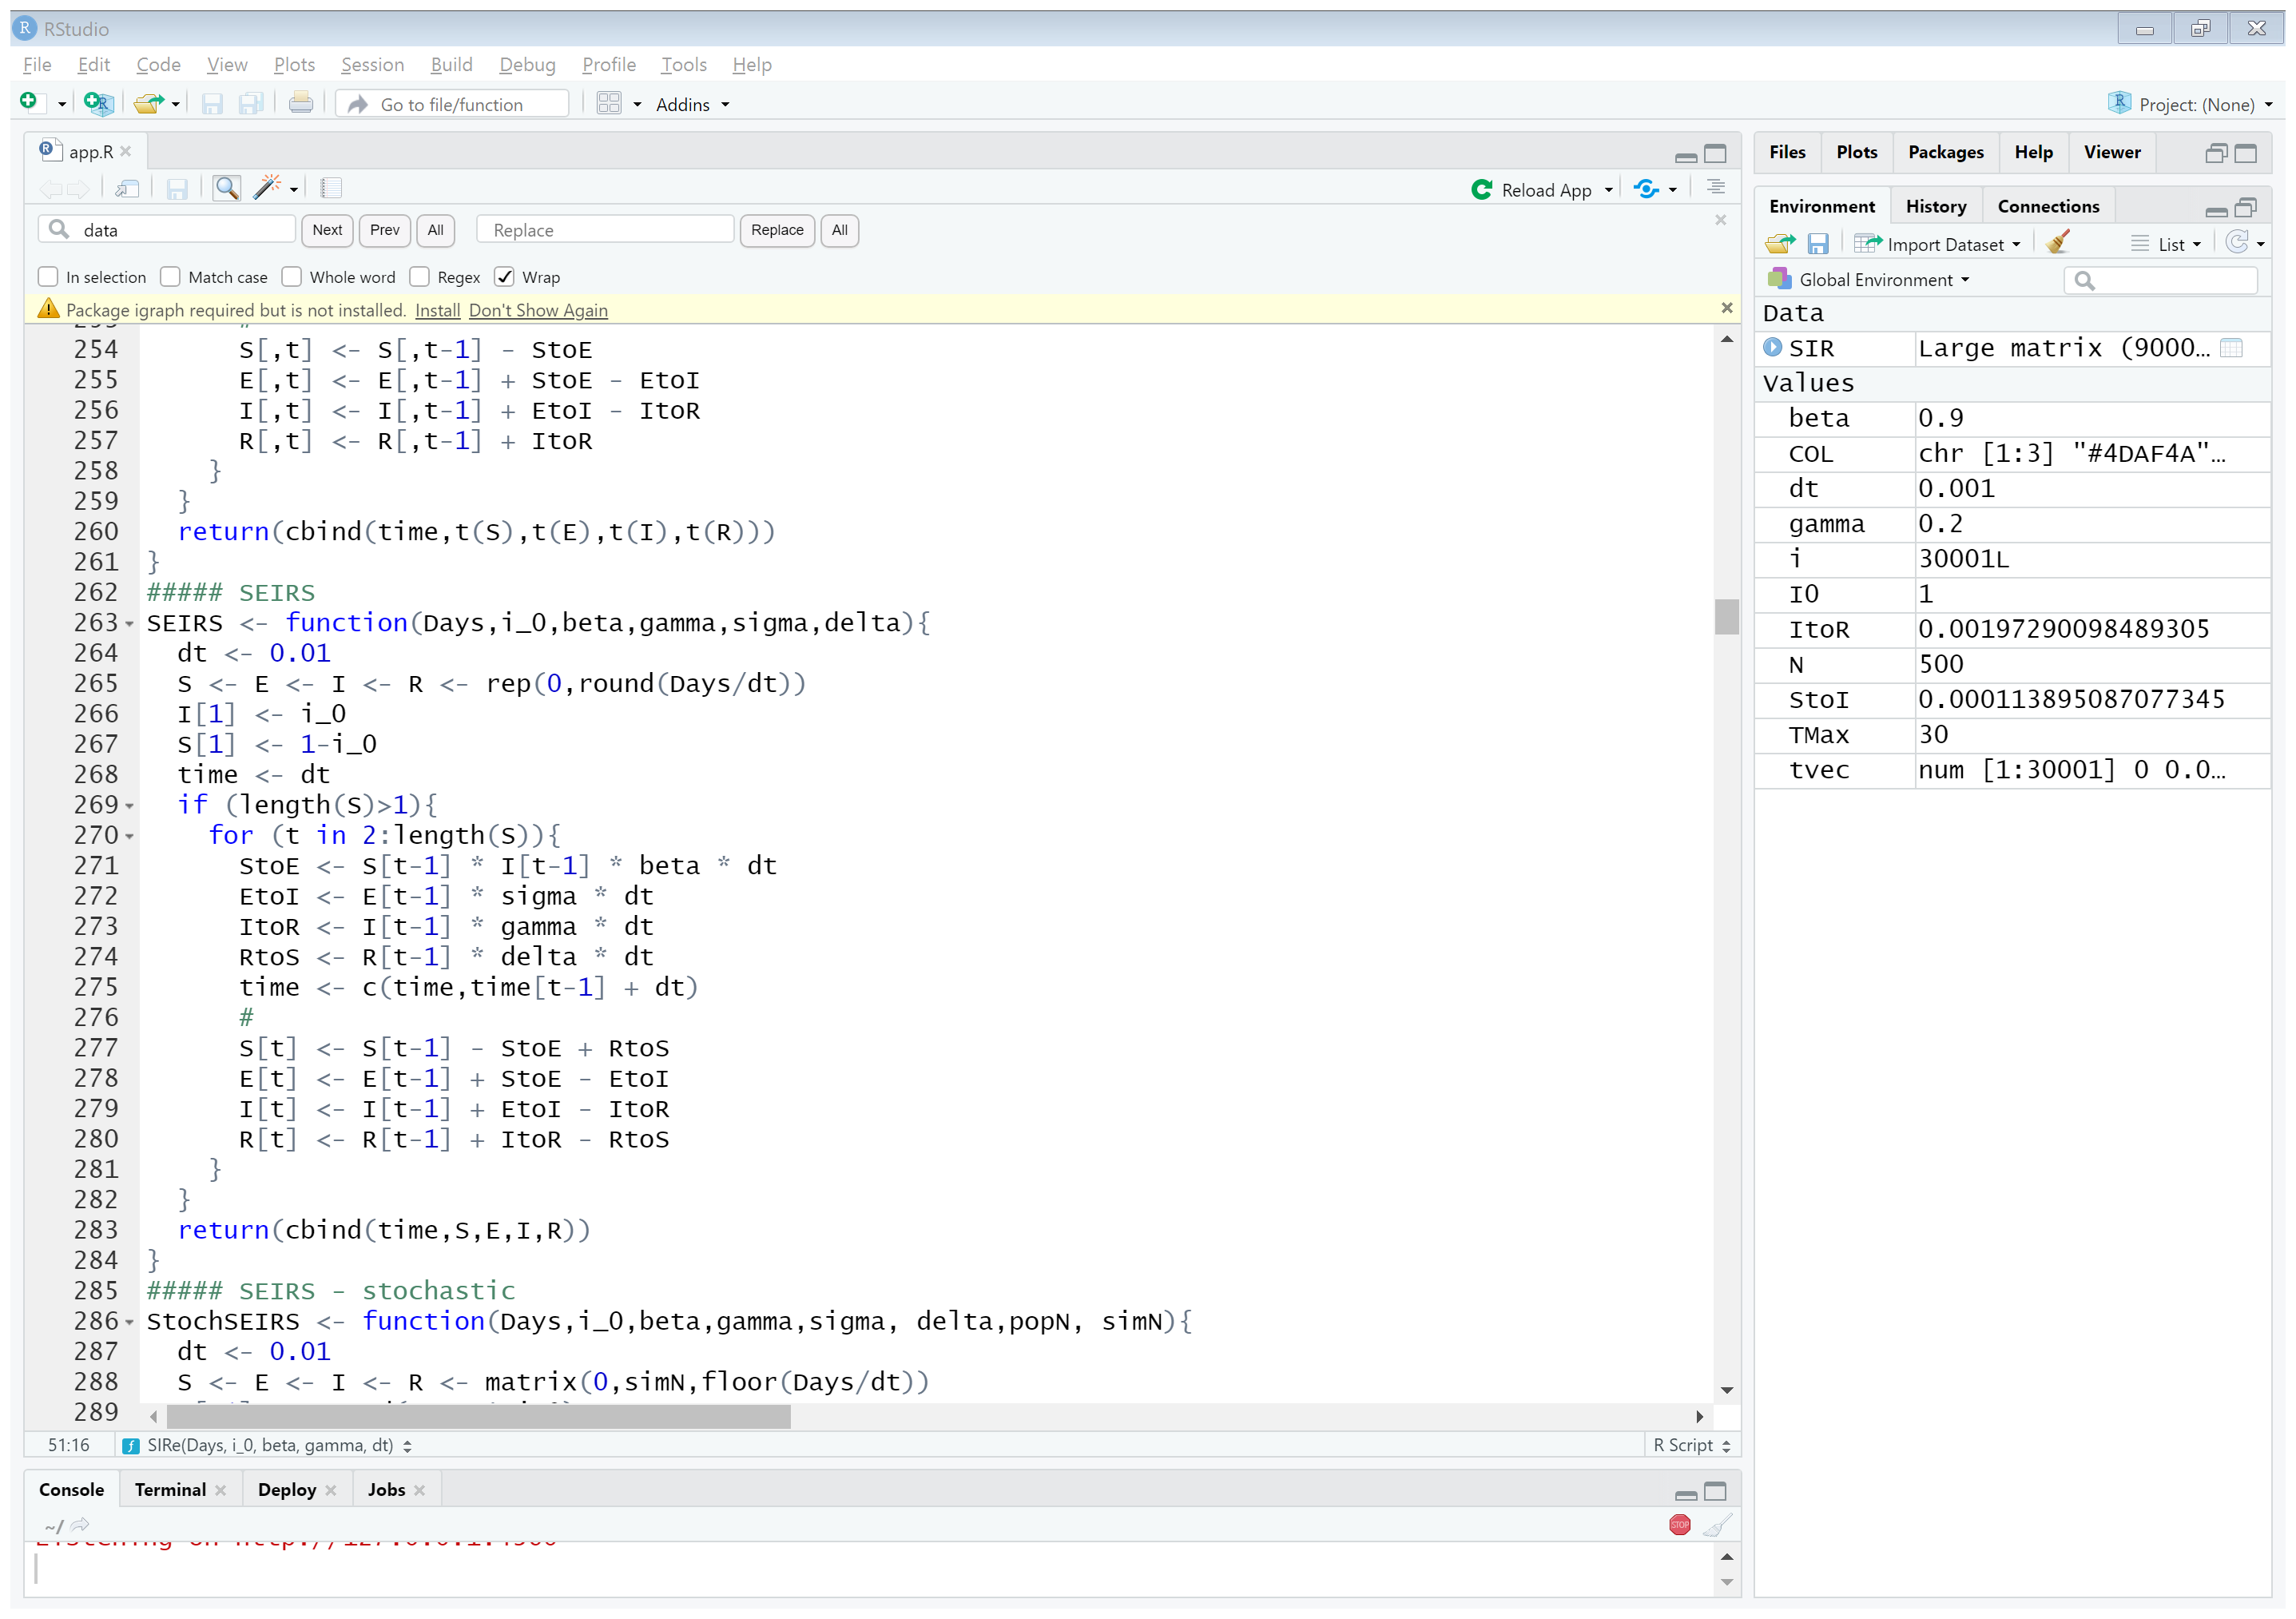 RStudio
File Edit Code View Plots Session Build Debug Profile Tools Help
Go to file/function Addins Project: (None)
app.R
Reload App
data Next Prev All Replace Replace All
In selection Match case Whole word Regex Wrap
Package igraph required but is not installed. Install Don't Show Again
254 S[,t] <- S[,t-1] - StoE
255 E[,t] <- E[,t-1] + StoE - EtoI
256 I[,t] <- I[,t-1] + EtoI - ItoR
257 R[,t] <- R[,t-1] + ItoR
258 }
259 }
260 return(cbind(time,t(S),t(E),t(I),t(R)))
261 }
262 ##### SEIRS
263 SEIRS <- function(Days,i_0,beta,gamma,sigma,delta){
264 dt <- 0.01
265 S <- E <- I <- R <- rep(0,round(Days/dt))
266 I[1] <- i_0
267 S[1] <- 1-i_0
268 time <- dt
269 if (length(S)>1){
270 for (t in 2:length(S)){
271 StoE <- S[t-1] * I[t-1] * beta * dt
272 EtoI <- E[t-1] * sigma * dt
273 ItoR <- I[t-1] * gamma * dt
274 RtoS <- R[t-1] * delta * dt
275 time <- c(time,time[t-1] + dt)
276 #
277 S[t] <- S[t-1] - StoE + RtoS
278 E[t] <- E[t-1] + StoE - EtoI
279 I[t] <- I[t-1] + EtoI - ItoR
280 R[t] <- R[t-1] + ItoR - RtoS
281 }
282 }
283 return(cbind(time,S,E,I,R))
284 }
285 ##### SEIRS - stochastic
286 StochSEIRS <- function(Days,i_0,beta,gamma,sigma, delta,popN, simN){
287 dt <- 0.01
288 S <- E <- I <- R <- matrix(0,simN,floor(Days/dt))
289
51:16 SIRe(Days, i_0, beta, gamma, dt) R Script
Console Terminal Deploy Jobs
~/ STOP
Files Plots Packages Help Viewer
Environment History Connections
Import Dataset List
Global Environment
Data
SIR Large matrix (9000…
Values
beta 0.9
COL chr [1:3] "#4DAF4A"…
dt 0.001
gamma 0.2
i 30001L
I0 1
ItoR 0.00197290098489305
N 500
StoI 0.000113895087077345
TMax 30
tvec num [1:30001] 0 0.0…